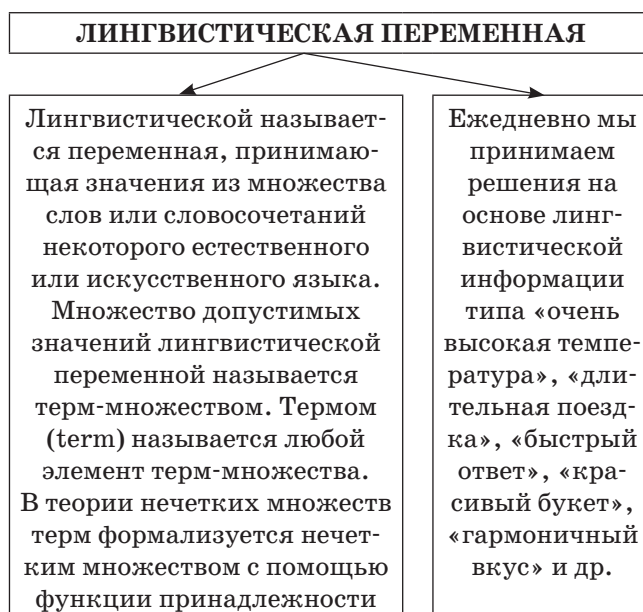 ЛИНГВИСТИЧЕСКАЯ ПЕРЕМЕННАЯ
Лингвистической называет-
ся переменная, принимаю-
щая значения из множества
слов или словосочетаний
некоторого естественного
или искусственного языка.
Множество допустимых
значений лингвистической
переменной называется
терм-множеством. Термом
(term) называется любой
элемент терм-множества.
В теории нечетких множеств
терм формализуется нечет-
ким множеством с помощью
функции принадлежности
Ежедневно мы
принимаем
решения на
основе линг-
вистической
информации
типа «очень
высокая темпе-
ратура», «дли-
тельная поезд-
ка», «быстрый
ответ», «кра-
сивый букет»,
«гармоничный
вкус» и др.